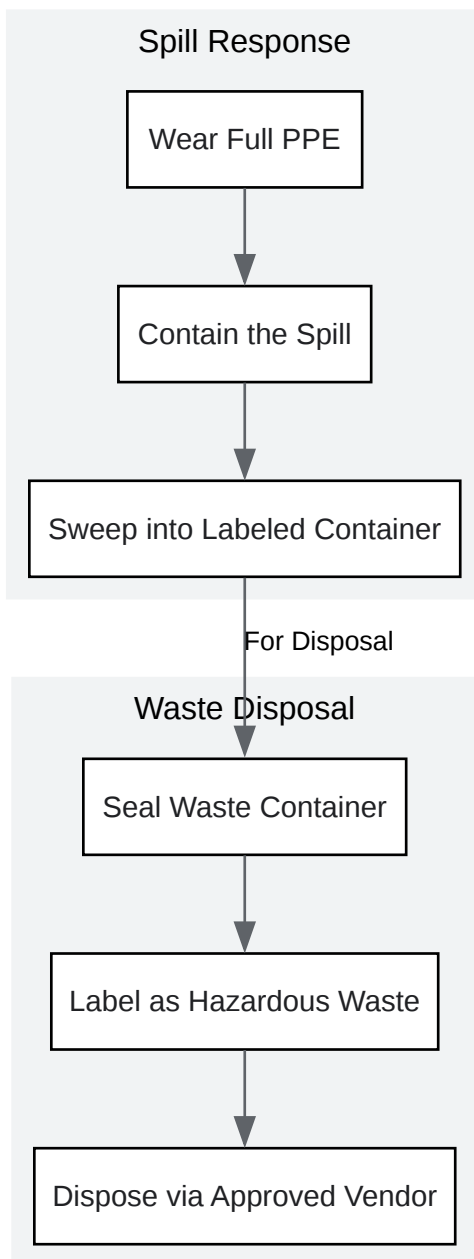 Spill Response
Wear Full PPE
Contain the Spill
Sweep into Labeled Container
For Disposal
Waste Disposal
Seal Waste Container
Label as Hazardous Waste
Dispose via Approved Vendor